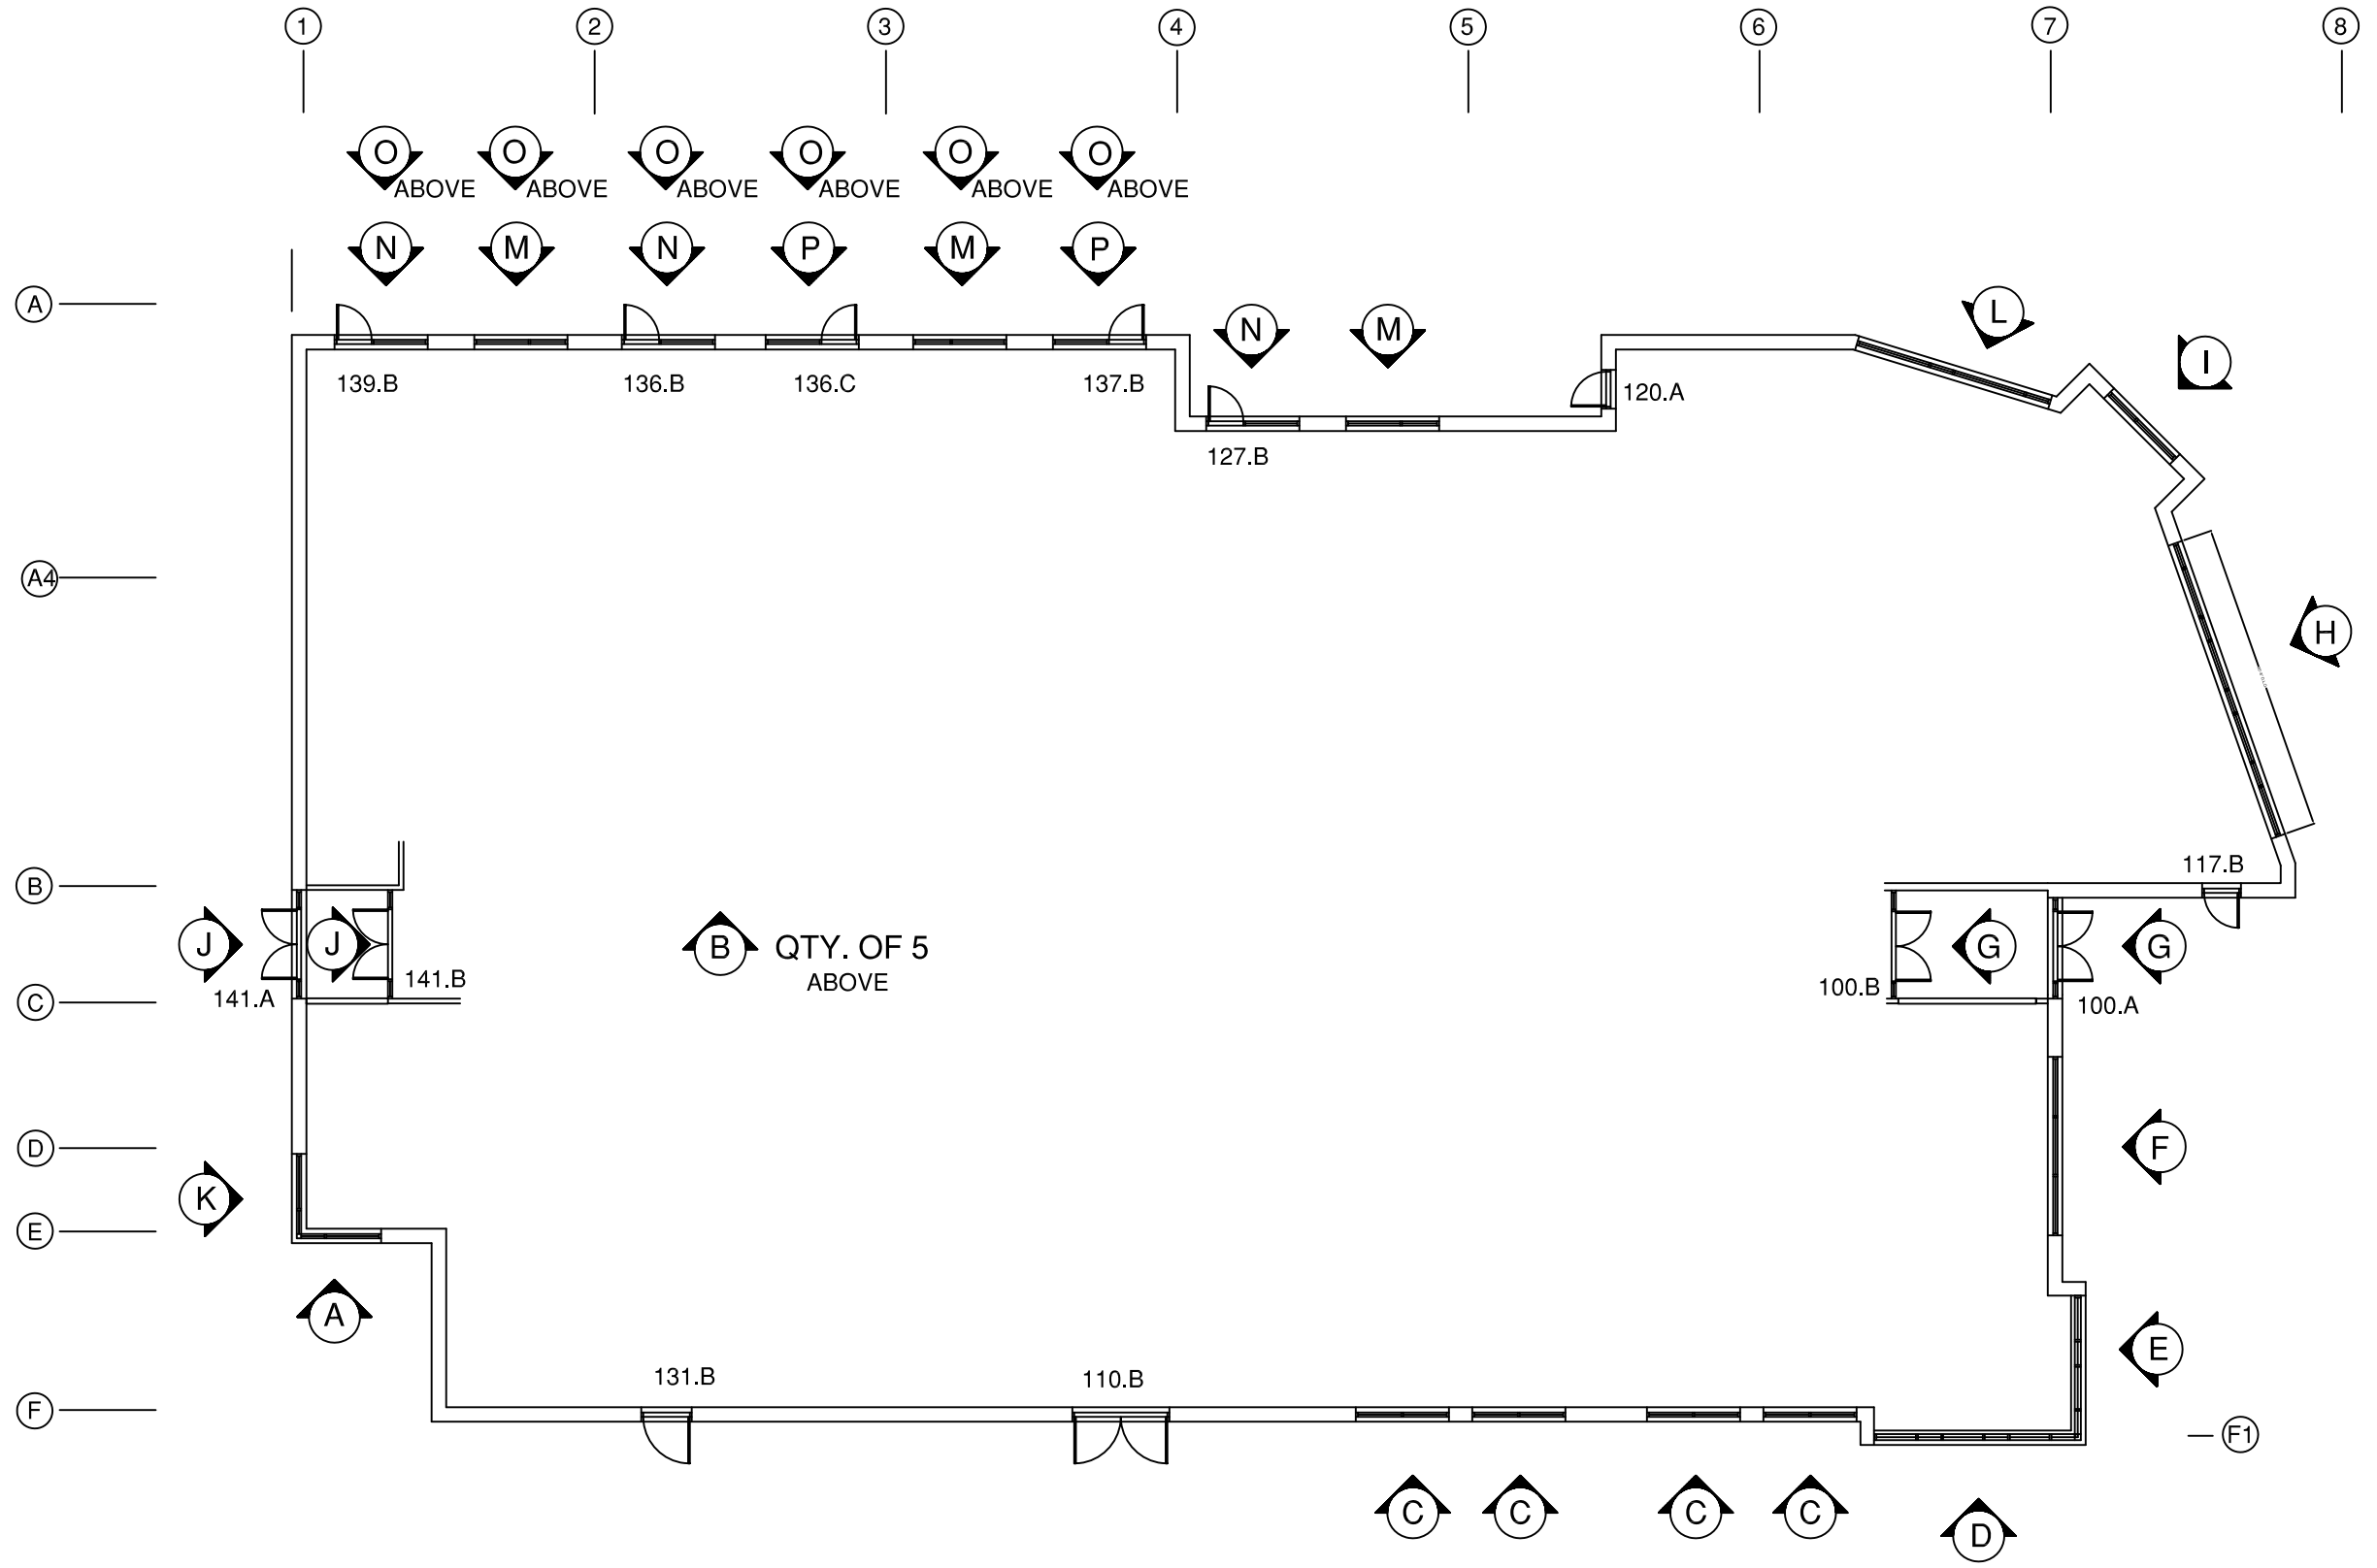 1 2 3 4 5 6 7 8
O O O O O O
ABOVE ABOVE ABOVE ABOVE ABOVE ABOVE
N M N P M P
A
L
N M
I
139.B 136.B 136.C 137.B
120.A
127.B
A4
H
117.B
B
J J
B QTY. OF 5
G G
ABOVE
141.B
100.B
C
141.A
100.A
D
F
K
E
A
E
131.B 110.B
F
F1
C C C C
D